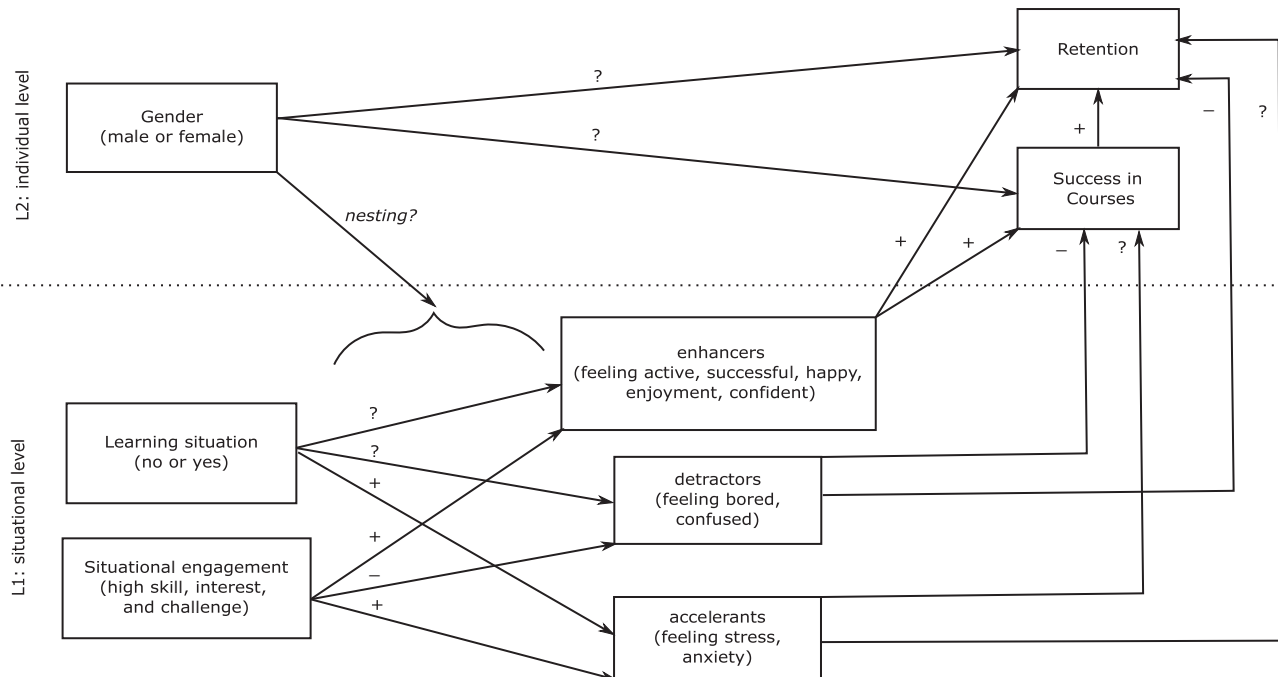 Retention
?
Gender
(male or female)
L2: individual level
–
?
+
?
Success in
Courses
nesting?
+
+
–
?
enhancers
(feeling active, successful, happy,
enjoyment, confident)
?
Learning situation
(no or yes)
?
+
detractors
(feeling bored,
confused)
L1: situational level
+
Situational engagement
(high skill, interest,
and challenge)
–
+
accelerants
(feeling stress,
anxiety)